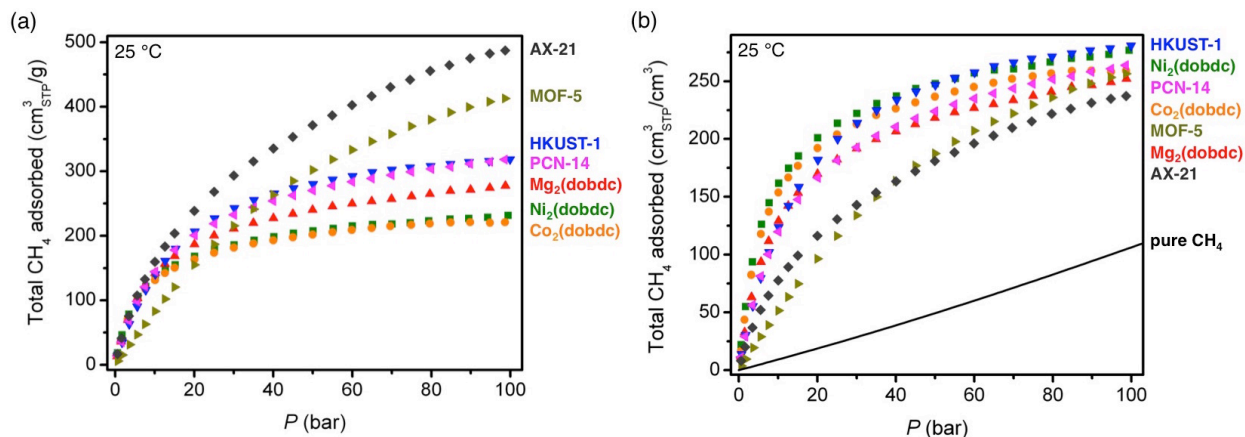 (a)
25 °C
Total CH₄ adsorbed (cm³STP/g)
500
400
300
200
100
0
0 20 40 60 80 100
P (bar)
AX-21
MOF-5
HKUST-1
PCN-14
Mg₂(dobdc)
Ni₂(dobdc)
Co₂(dobdc)
(b)
25 °C
Total CH₄ adsorbed (cm³STP/cm³)
250
200
150
100
50
0
0 20 40 60 80 100
P (bar)
HKUST-1
Ni₂(dobdc)
PCN-14
Co₂(dobdc)
MOF-5
Mg₂(dobdc)
AX-21
pure CH₄